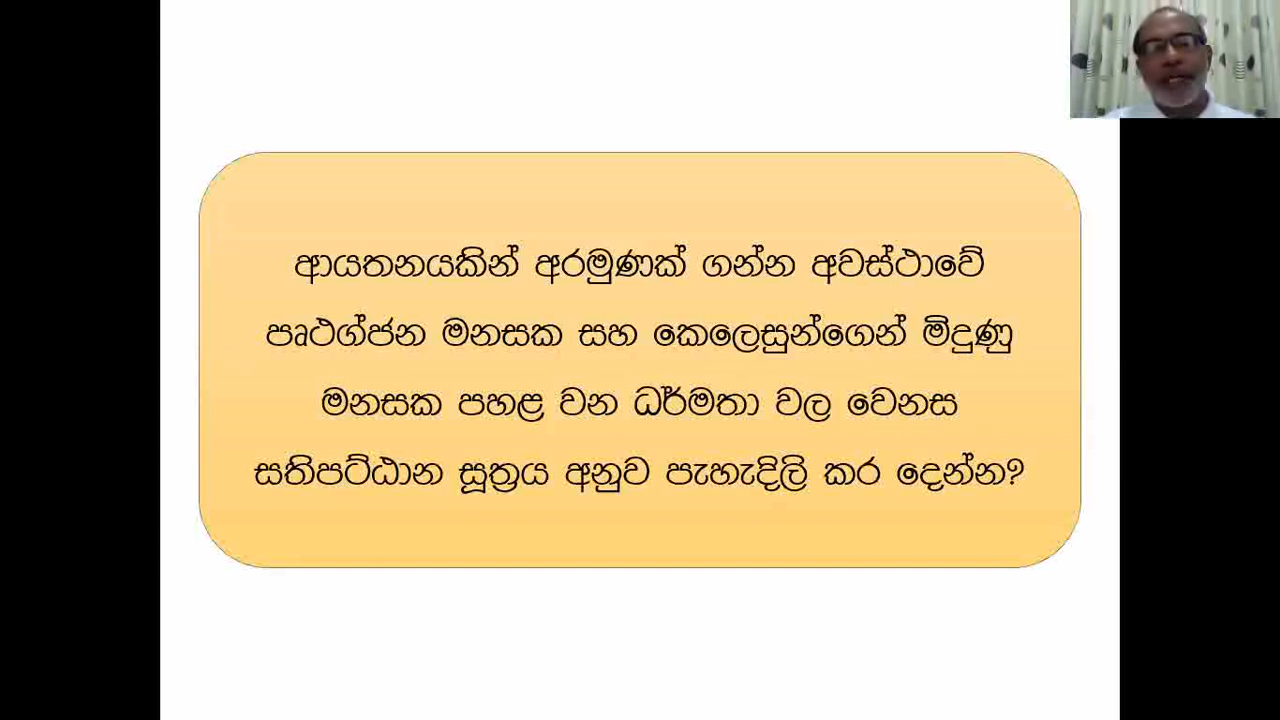 ආයතනයකින් අරමුණක් ගන්න අවස්ථාවේ
පෘථග්ජන මනසක සහ කෙලෙසුන්ගෙන් මිදුණු
මනසක පහළ වන ධර්මතා වල වෙනස
සතිපට්ඨාන සූත්‍රය අනුව පැහැදිලි කර දෙන්න?